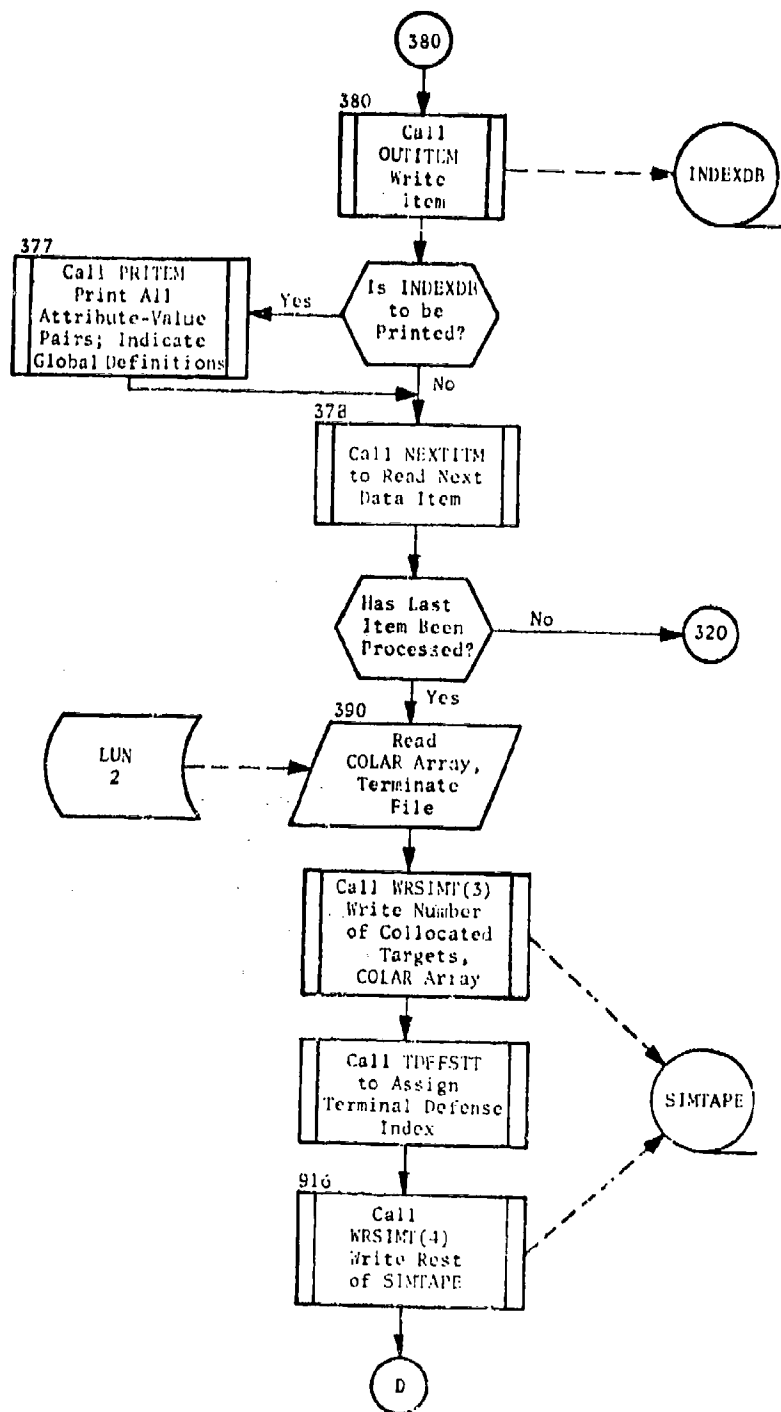 380
380
Call
OUTITEM
Write
Item
INDEXDB
377
Call PRITEM
Print All
Attribute-Value
Pairs; Indicate
Global Definitions
Yes
Is INDEXDB
to be
Printed?
No
378
Call NEXTITM
to Read Next
Data Item
Has Last
Item Been
Processed?
No
320
Yes
390
LUN
2
Read
COLAR Array,
Terminate
File
Call WRSIMT(3)
Write Number
of Collocated
Targets,
COLAR Array
Call TDEFSTT
to Assign
Terminal Defense
Index
SIMTAPE
916
Call
WRSIMT(4)
Write Rest
of SIMTAPE
D